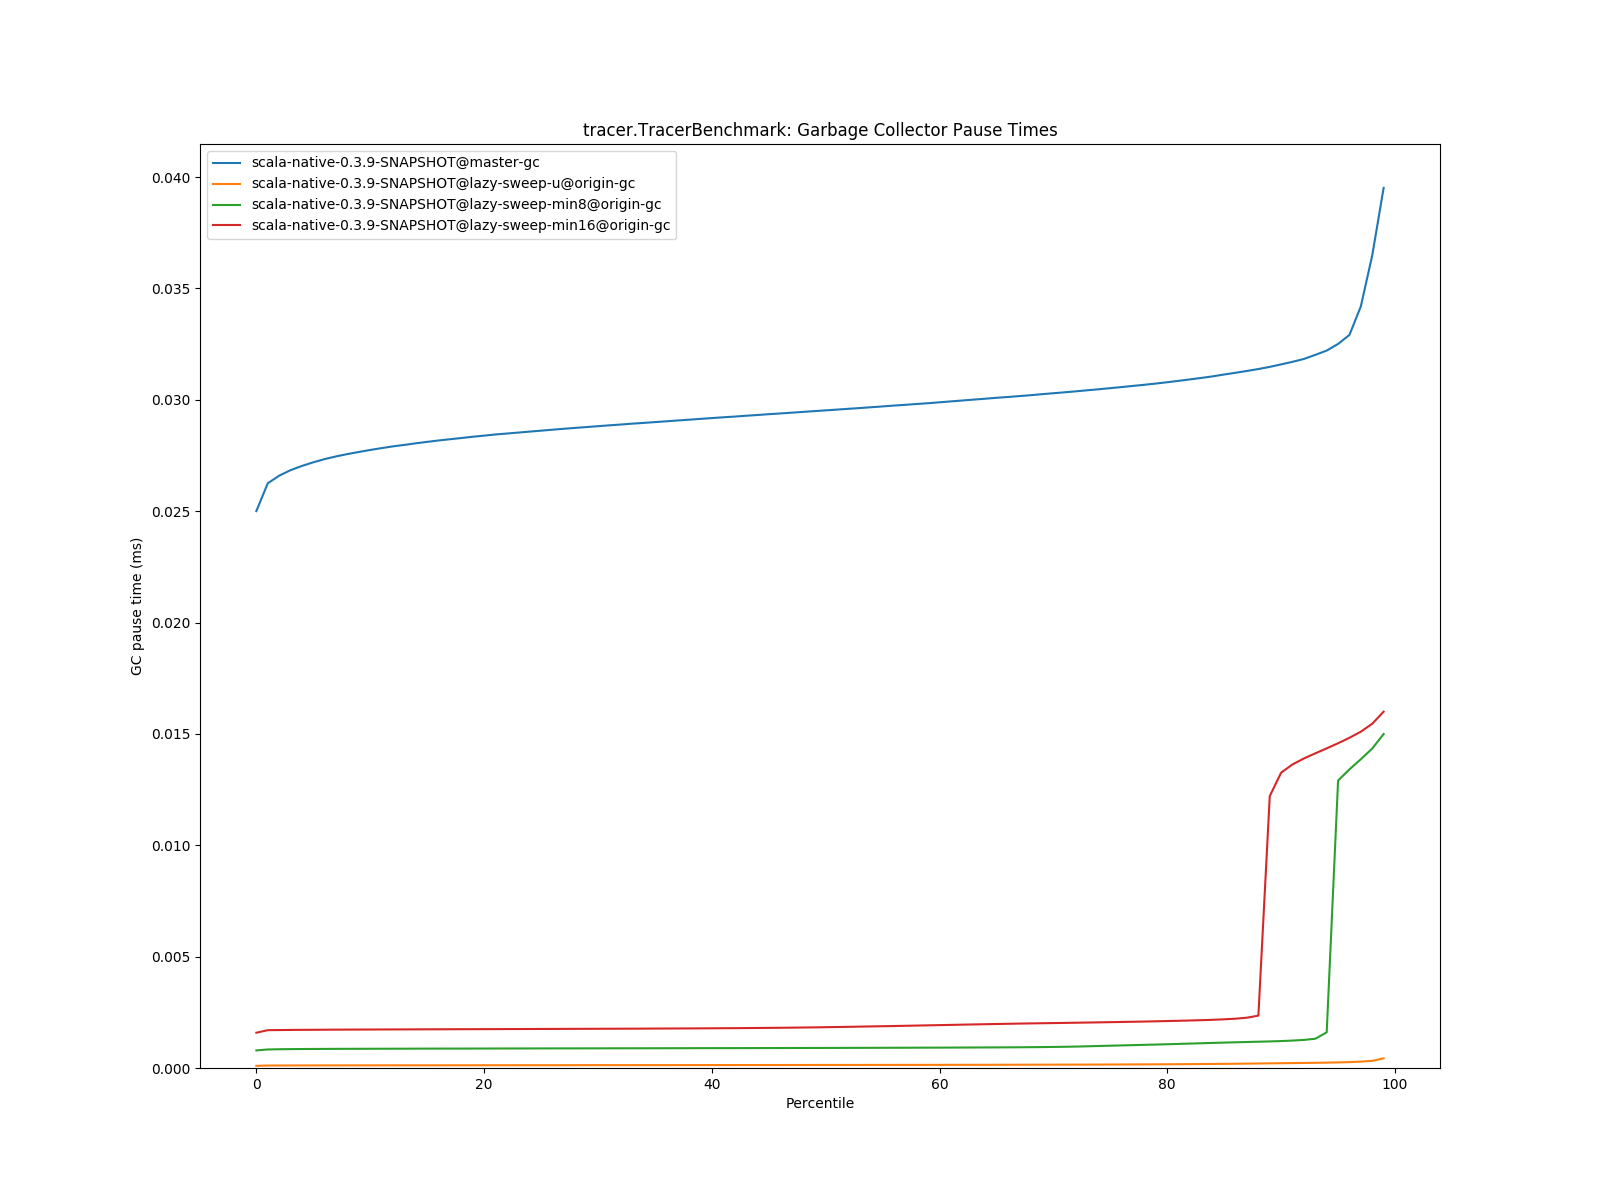 tracer.TracerBenchmark: Garbage Collector Pause Times
scala-native-0.3.9-SNAPSHOT@master-gc
scala-native-0.3.9-SNAPSHOT@lazy-sweep-u@origin-gc
scala-native-0.3.9-SNAPSHOT@lazy-sweep-min8@origin-gc
scala-native-0.3.9-SNAPSHOT@lazy-sweep-min16@origin-gc
GC pause time (ms)
0.040
0.035
0.030
0.025
0.020
0.015
0.010
0.005
0.000
0 20 40 60 80 100
Percentile